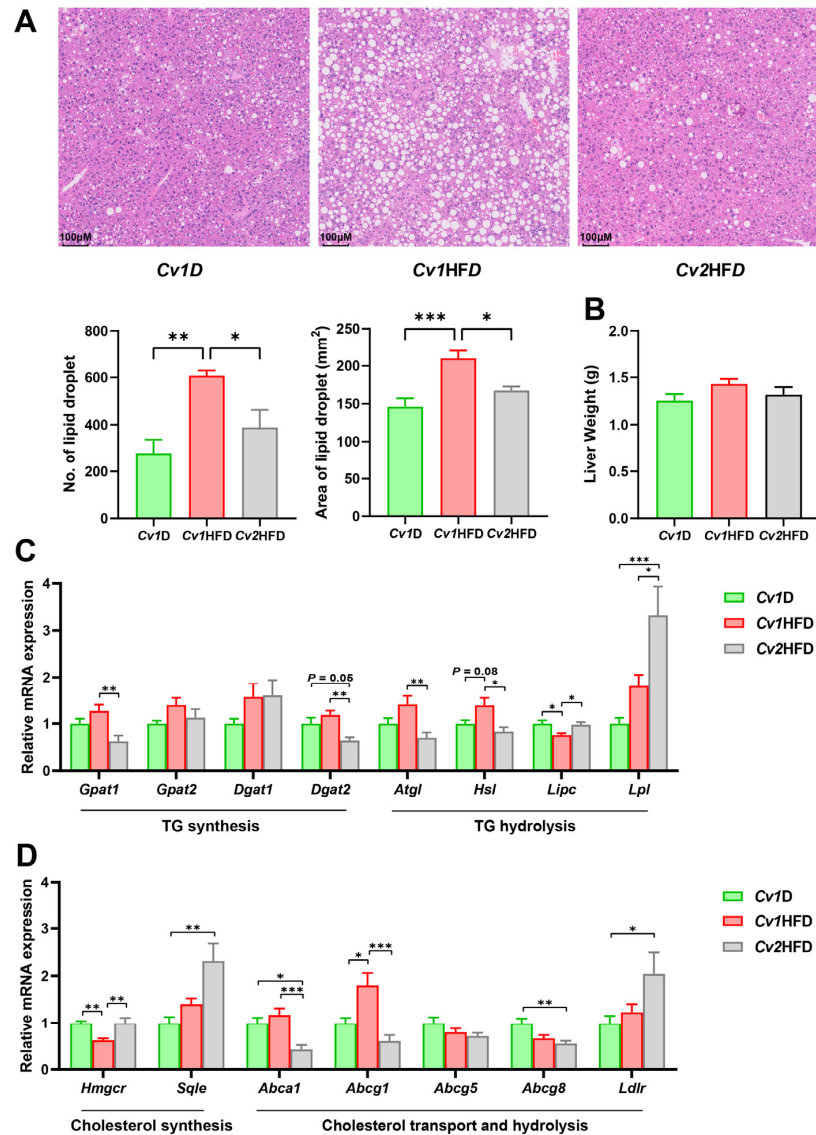 A
100μM
100μM
100μM
Cv1D
Cv1HFD
Cv2HFD
No. of lipid droplet
800
600
400
200
0
**
*
Cv1D
Cv1HFD
Cv2HFD
Area of lipid droplet (mm²)
250
200
150
100
50
0
***
*
Cv1D
Cv1HFD
Cv2HFD
B
Liver Weight (g)
2.0
1.5
1.0
0.5
0.0
Cv1D
Cv1HFD
Cv2HFD
C
Relative mRNA expression
4
2
1
0
**
P = 0.05
**
**
P = 0.08
*
*
*
***
*
Cv1D
Cv1HFD
Cv2HFD
Gpat1
Gpat2
Dgat1
Dgat2
Atgl
Hsl
Lipc
Lpl
TG synthesis
TG hydrolysis
D
Relative mRNA expression
4
2
1
0
**
**
**
*
***
*
***
**
*
Cv1D
Cv1HFD
Cv2HFD
Hmgcr
Sqle
Abca1
Abcg1
Abcg5
Abcg8
Ldlr
Cholesterol synthesis
Cholesterol transport and hydrolysis